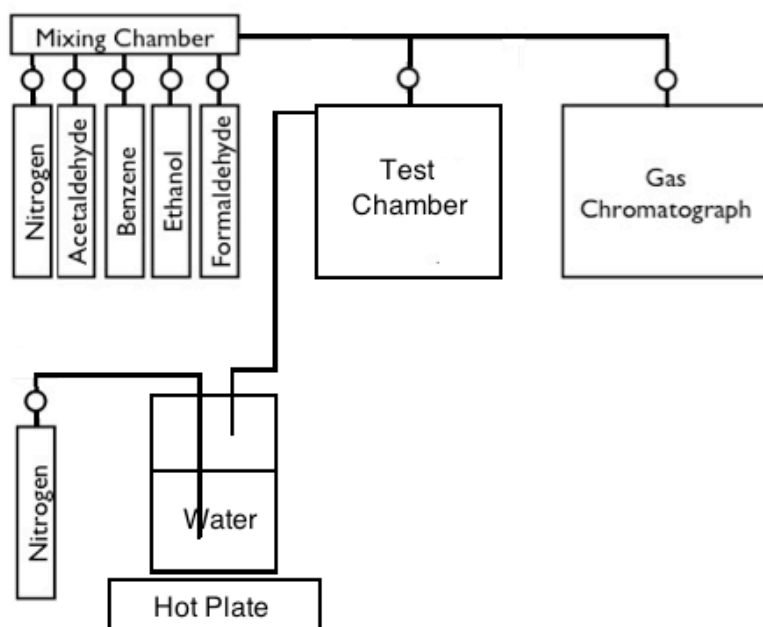 Mixing Chamber
Nitrogen
Acetaldehyde
Benzene
Ethanol
Formaldehyde
Test
Chamber
Gas
Chromatograph
Nitrogen
Water
Hot Plate